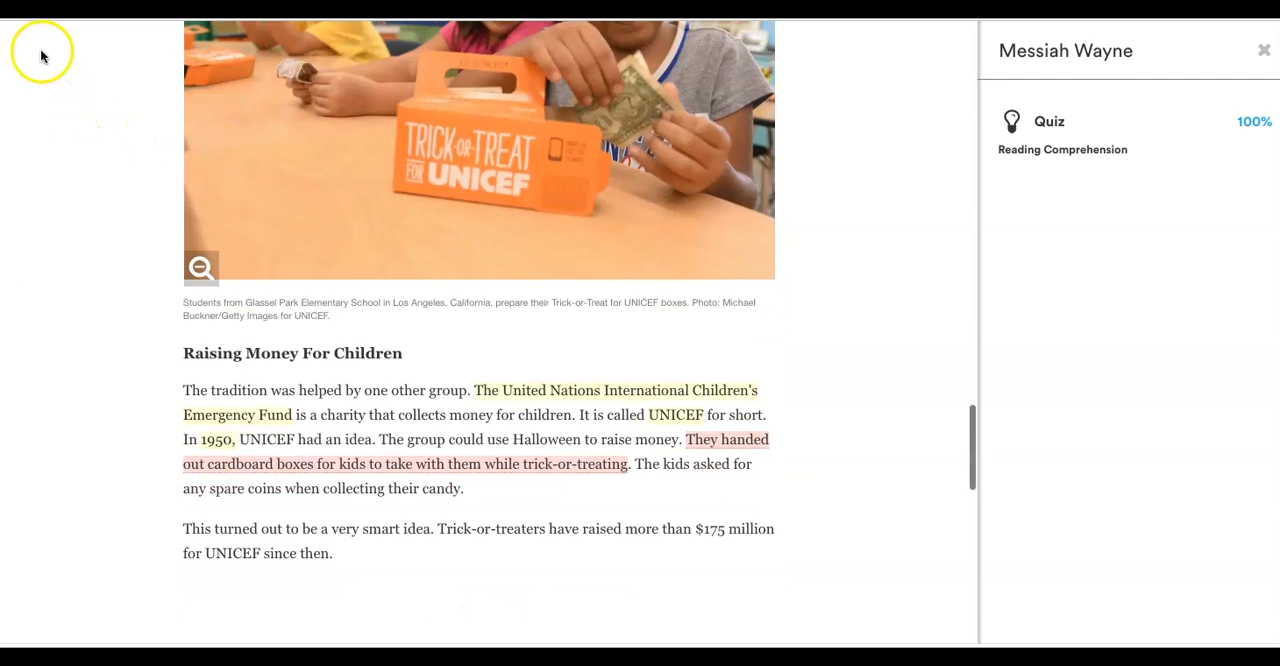 TRICK-OR-TREAT
FOR UNICEF
Students from Glassel Park Elementary School in Los Angeles, California, prepare their Trick-or-Treat for UNICEF boxes. Photo: Michael
Buckner/Getty Images for UNICEF.
Raising Money For Children
The tradition was helped by one other group. The United Nations International Children's
Emergency Fund is a charity that collects money for children. It is called UNICEF for short.
In 1950, UNICEF had an idea. The group could use Halloween to raise money. They handed
out cardboard boxes for kids to take with them while trick-or-treating. The kids asked for
any spare coins when collecting their candy.
This turned out to be a very smart idea. Trick-or-treaters have raised more than $175 million
for UNICEF since then.
Messiah Wayne
Quiz 100%
Reading Comprehension